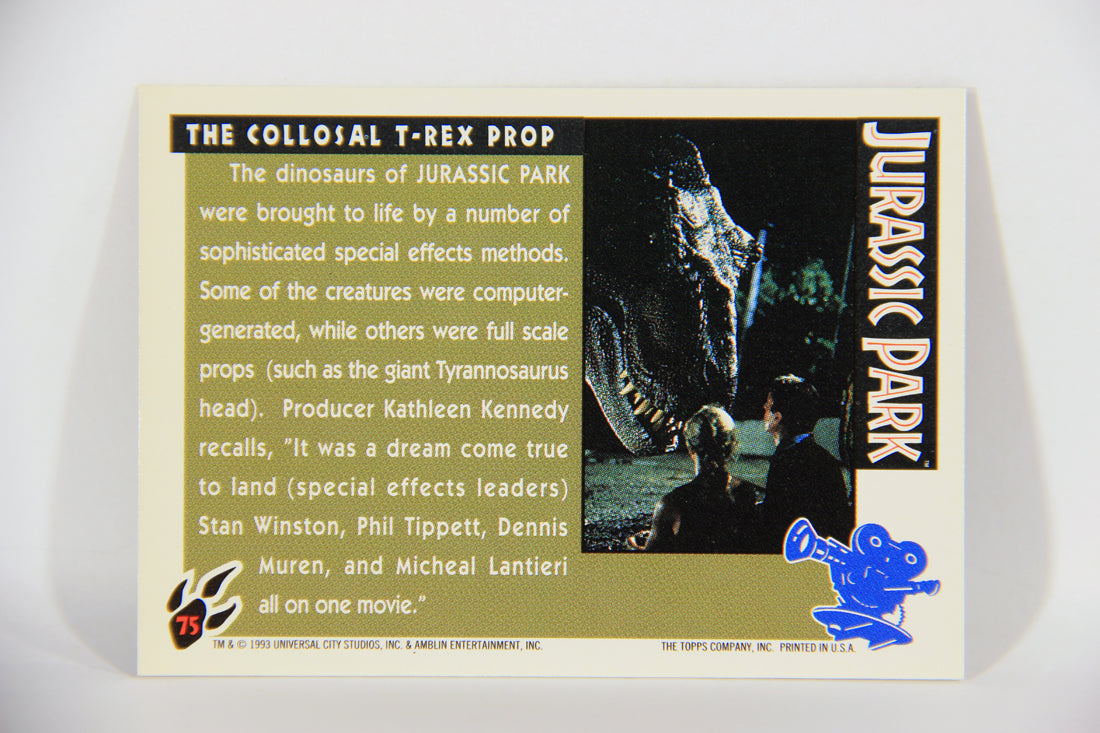 THE COLLOSAL T-REX PROP
The dinosaurs of JURASSIC PARK
were brought to life by a number of
sophisticated special effects methods.
Some of the creatures were computer-
generated, while others were full scale
props (such as the giant Tyrannosaurus
head). Producer Kathleen Kennedy
recalls, "It was a dream come true
to land (special effects leaders)
Stan Winston, Phil Tippett, Dennis
Muren, and Micheal Lantieri
all on one movie."
75
TM & © 1993 UNIVERSAL CITY STUDIOS, INC. & AMBLIN ENTERTAINMENT, INC.
THE TOPPS COMPANY, INC. PRINTED IN U.S.A.
JURASSIC PARK™